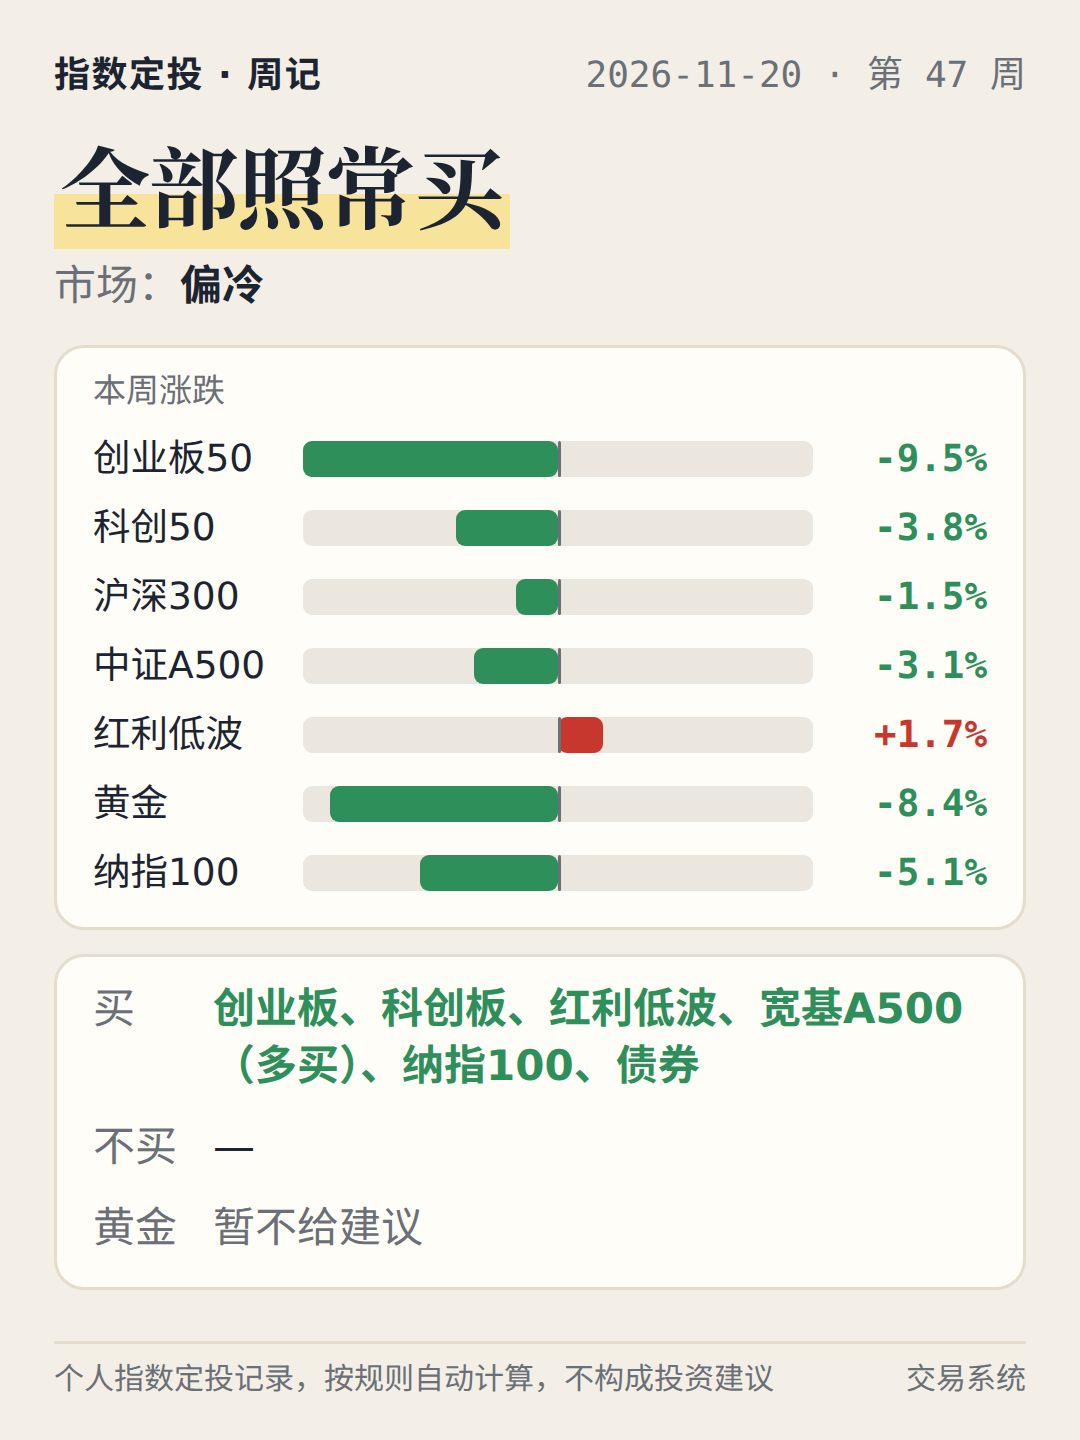 指数定投 · 周记
2026-11-20 · 第 47 周
全部照常买
市场：偏冷
本周涨跌
创业板50 -9.5%
科创50 -3.8%
沪深300 -1.5%
中证A500 -3.1%
红利低波 +1.7%
黄金 -8.4%
纳指100 -5.1%
买 创业板、科创板、红利低波、宽基A500
（多买）、纳指100、债券
不买 —
黄金 暂不给建议
个人指数定投记录，按规则自动计算，不构成投资建议 交易系统